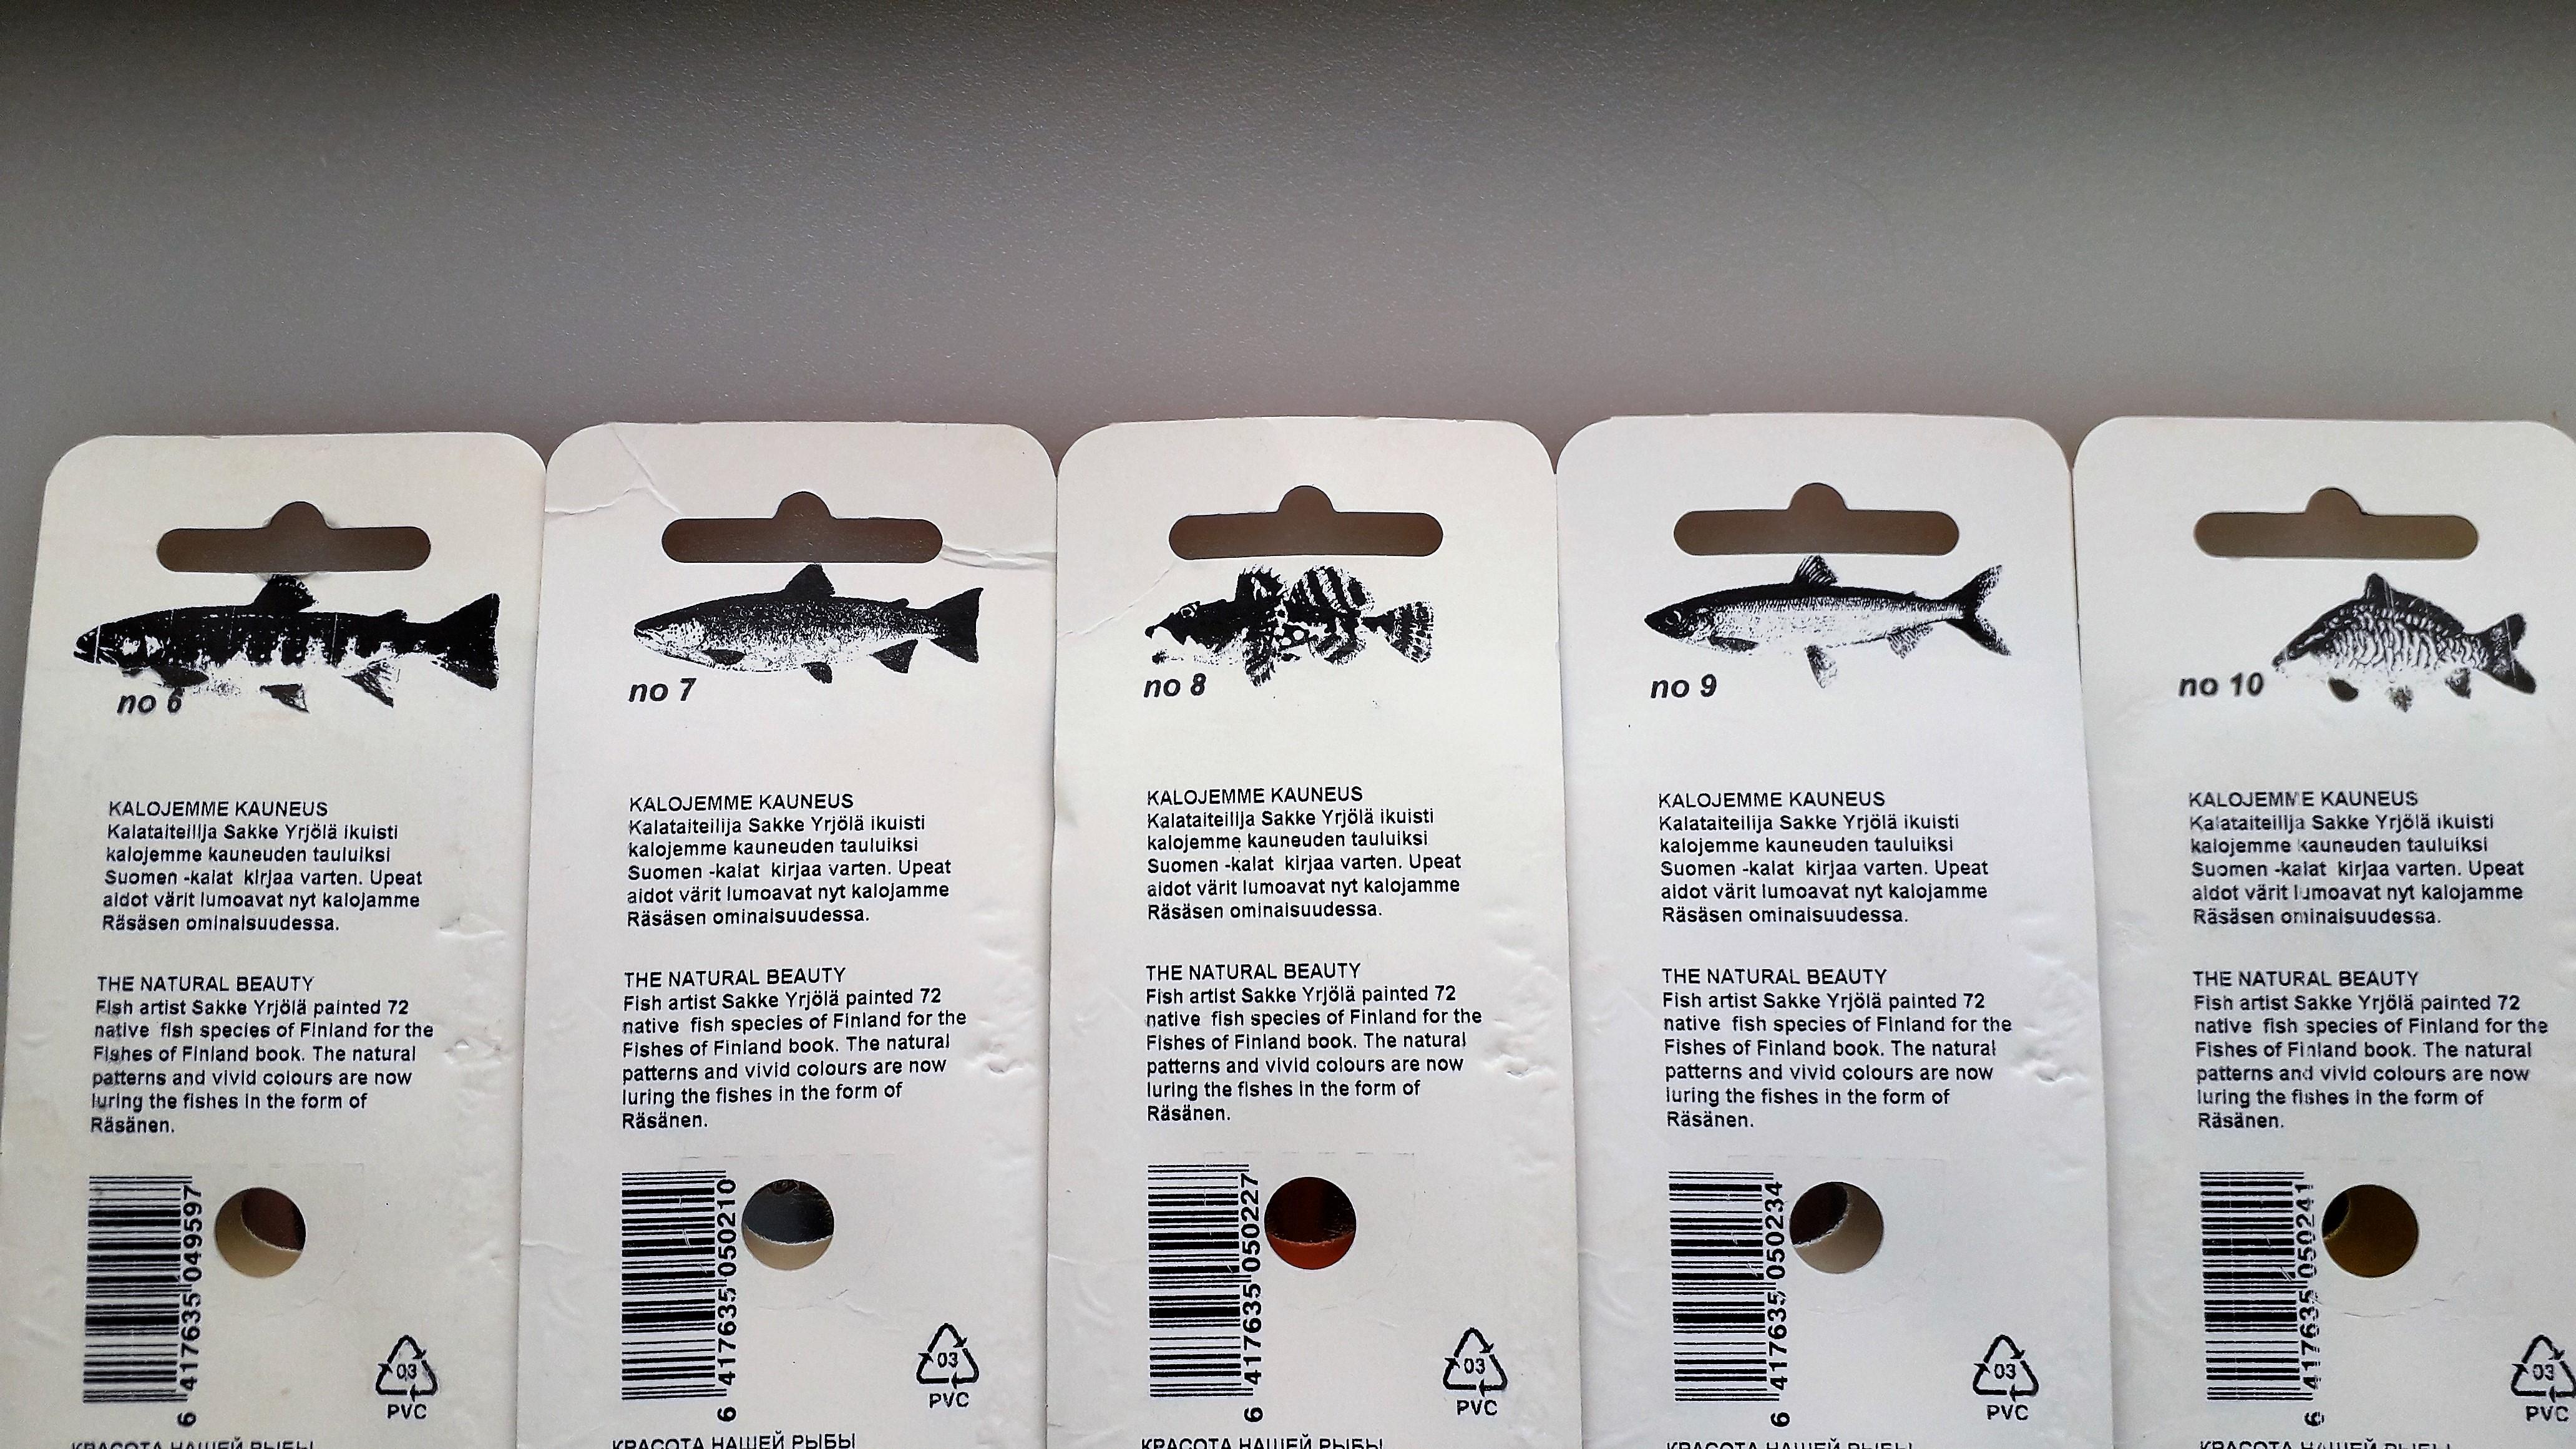 no 6
KALOJEMME KAUNEUS
Kalataiteilija Sakke Yrjölä ikuisti
kalojemme kauneuden tauluiksi
Suomen -kalat kirjaa varten. Upeat
aidot värit lumoavat nyt kalojamme
Räsäsen ominaisuudessa.
THE NATURAL BEAUTY
Fish artist Sakke Yrjölä painted 72
native fish species of Finland for the
Fishes of Finland book. The natural
patterns and vivid colours are now
luring the fishes in the form of
Räsänen.
6 417635 049597
03
PVC
КРАСОТА НАШЕЙ РЫБЫ
no 7
KALOJEMME KAUNEUS
Kalataiteilija Sakke Yrjölä ikuisti
kalojemme kauneuden tauluiksi
Suomen -kalat kirjaa varten. Upeat
aidot värit lumoavat nyt kalojamme
Räsäsen ominaisuudessa.
THE NATURAL BEAUTY
Fish artist Sakke Yrjölä painted 72
native fish species of Finland for the
Fishes of Finland book. The natural
patterns and vivid colours are now
luring the fishes in the form of
Räsänen.
6 417635 050210
03
PVC
КРАСОТА НАШЕЙ РЫБЫ
no 8
KALOJEMME KAUNEUS
Kalataiteilija Sakke Yrjölä ikuisti
kalojemme kauneuden tauluiksi
Suomen -kalat kirjaa varten. Upeat
aidot värit lumoavat nyt kalojamme
Räsäsen ominaisuudessa.
THE NATURAL BEAUTY
Fish artist Sakke Yrjölä painted 72
native fish species of Finland for the
Fishes of Finland book. The natural
patterns and vivid colours are now
luring the fishes in the form of
Räsänen.
6 417635 050227
03
PVC
КРАСОТА НАШЕЙ РЫБЫ
no 9
KALOJEMME KAUNEUS
Kalataiteilija Sakke Yrjölä ikuisti
kalojemme kauneuden tauluiksi
Suomen -kalat kirjaa varten. Upeat
aidot värit lumoavat nyt kalojamme
Räsäsen ominaisuudessa.
THE NATURAL BEAUTY
Fish artist Sakke Yrjölä painted 72
native fish species of Finland for the
Fishes of Finland book. The natural
patterns and vivid colours are now
luring the fishes in the form of
Räsänen.
6 417635 050234
03
PVC
КРАСОТА НАШЕЙ РЫБЫ
no 10
KALOJEMME KAUNEUS
Kalataiteilija Sakke Yrjölä ikuisti
kalojemme kauneuden tauluiksi
Suomen -kalat kirjaa varten. Upeat
aidot värit lumoavat nyt kalojamme
Räsäsen ominaisuudessa.
THE NATURAL BEAUTY
Fish artist Sakke Yrjölä painted 72
native fish species of Finland for the
Fishes of Finland book. The natural
patterns and vivid colours are now
luring the fishes in the form of
Räsänen.
6 417635 050241
03
PVC
КРАСОТА НАШЕЙ РЫБЫ